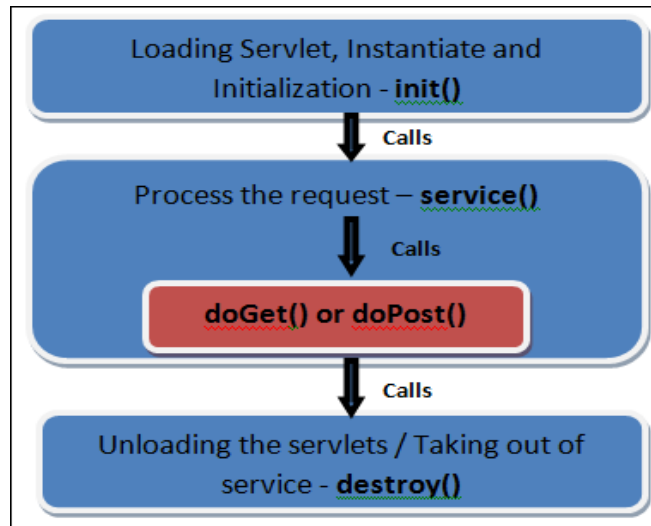 Loading Servlet, Instantiate and
Initialization - init()
Calls
Process the request – service()
Calls
doGet() or doPost()
Calls
Unloading the servlets / Taking out of
service - destroy()